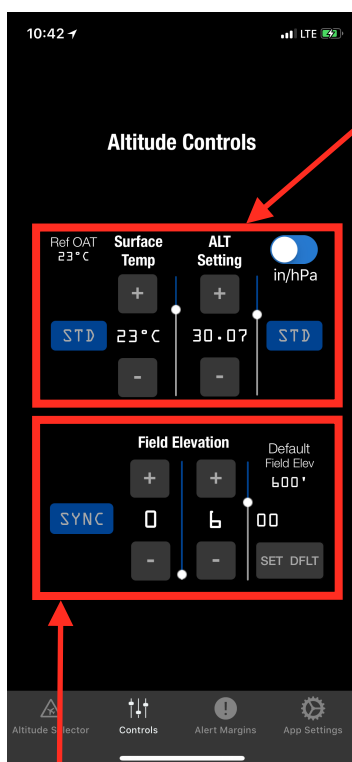 10:42
LTE
Altitude Controls
Ref OAT
23°C
Surface
Temp
ALT
Setting
in/hPa
+
+
STD
23°C
30.07
STD
-
-
Field Elevation
Default
Field Elev
600'
+
+
SYNC
0
6
00
-
-
SET DFLT
Altitude Selector
Controls
Alert Margins
App Settings